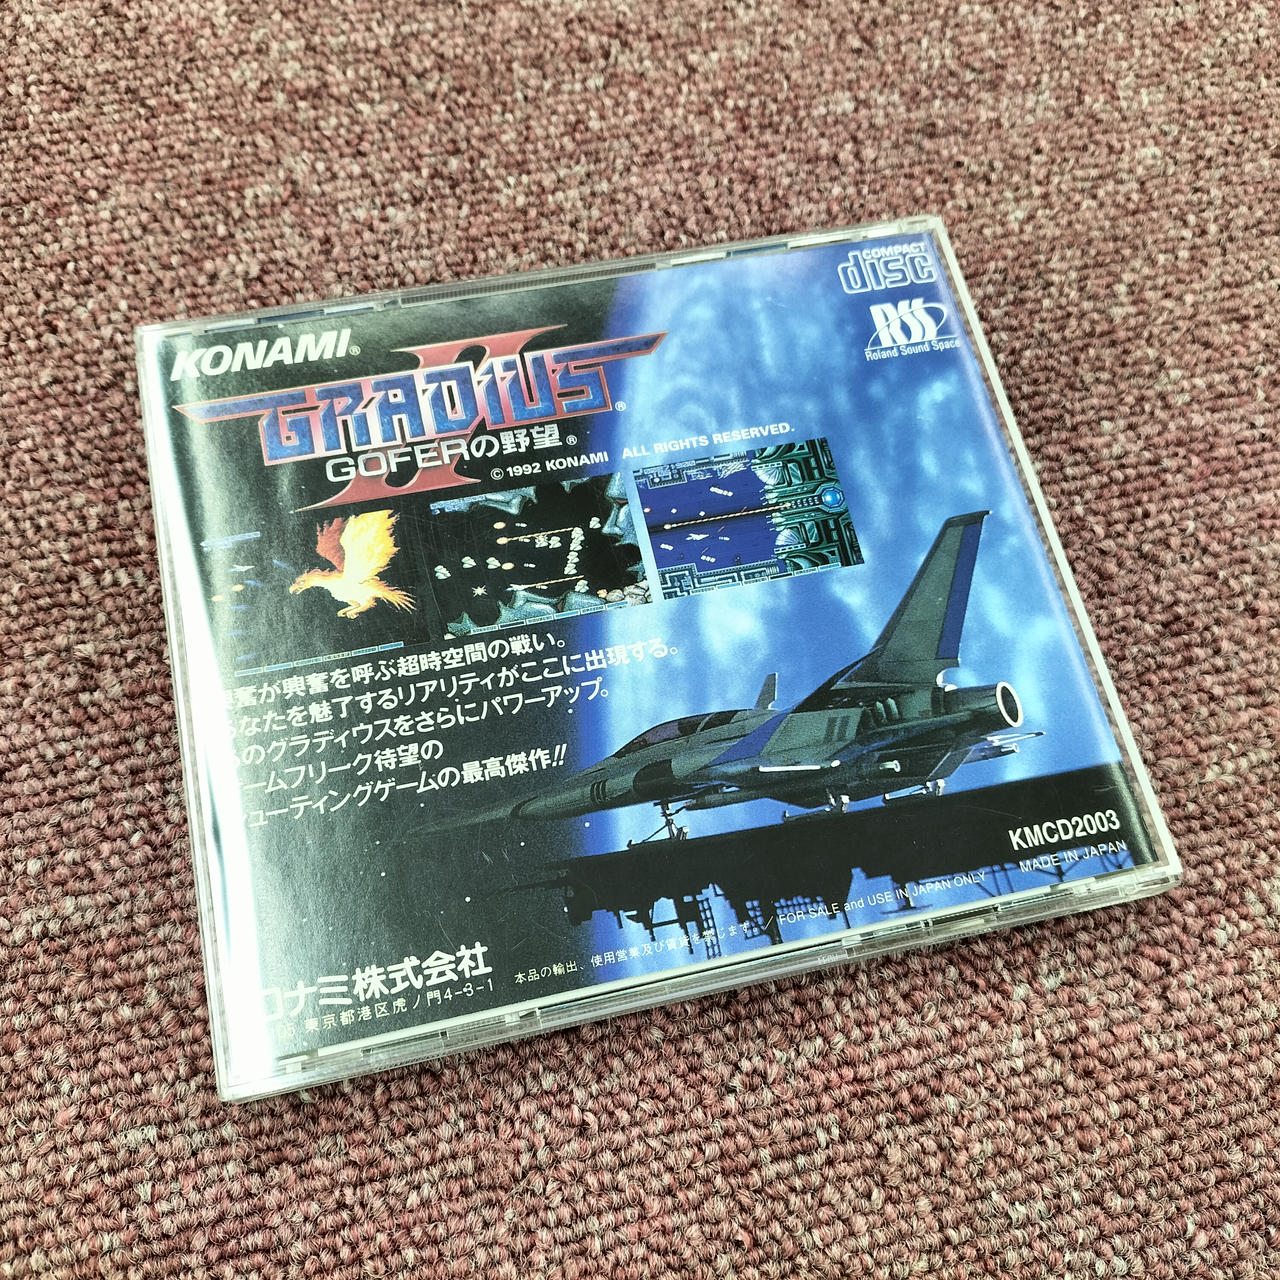 COMPACT
disc
RSS
Roland Sound Space
KONAMI®
II
GRADIUS®
GOFERの野望®
© 1992 KONAMI ALL RIGHTS RESERVED.
奮が興奮を呼ぶ超時空間の戦い。
なたを魅了するリアリティがここに出現する。
のグラディウスをさらにパワーアップ。
ームフリーク待望の
ューティングゲームの最高傑作!!
KMCD2003
MADE IN JAPAN
コナミ株式会社
05 東京都港区虎ノ門4-3-1
本品の輸出、使用営業及び賃貸を禁じます。／FOR SALE and USE IN JAPAN ONLY